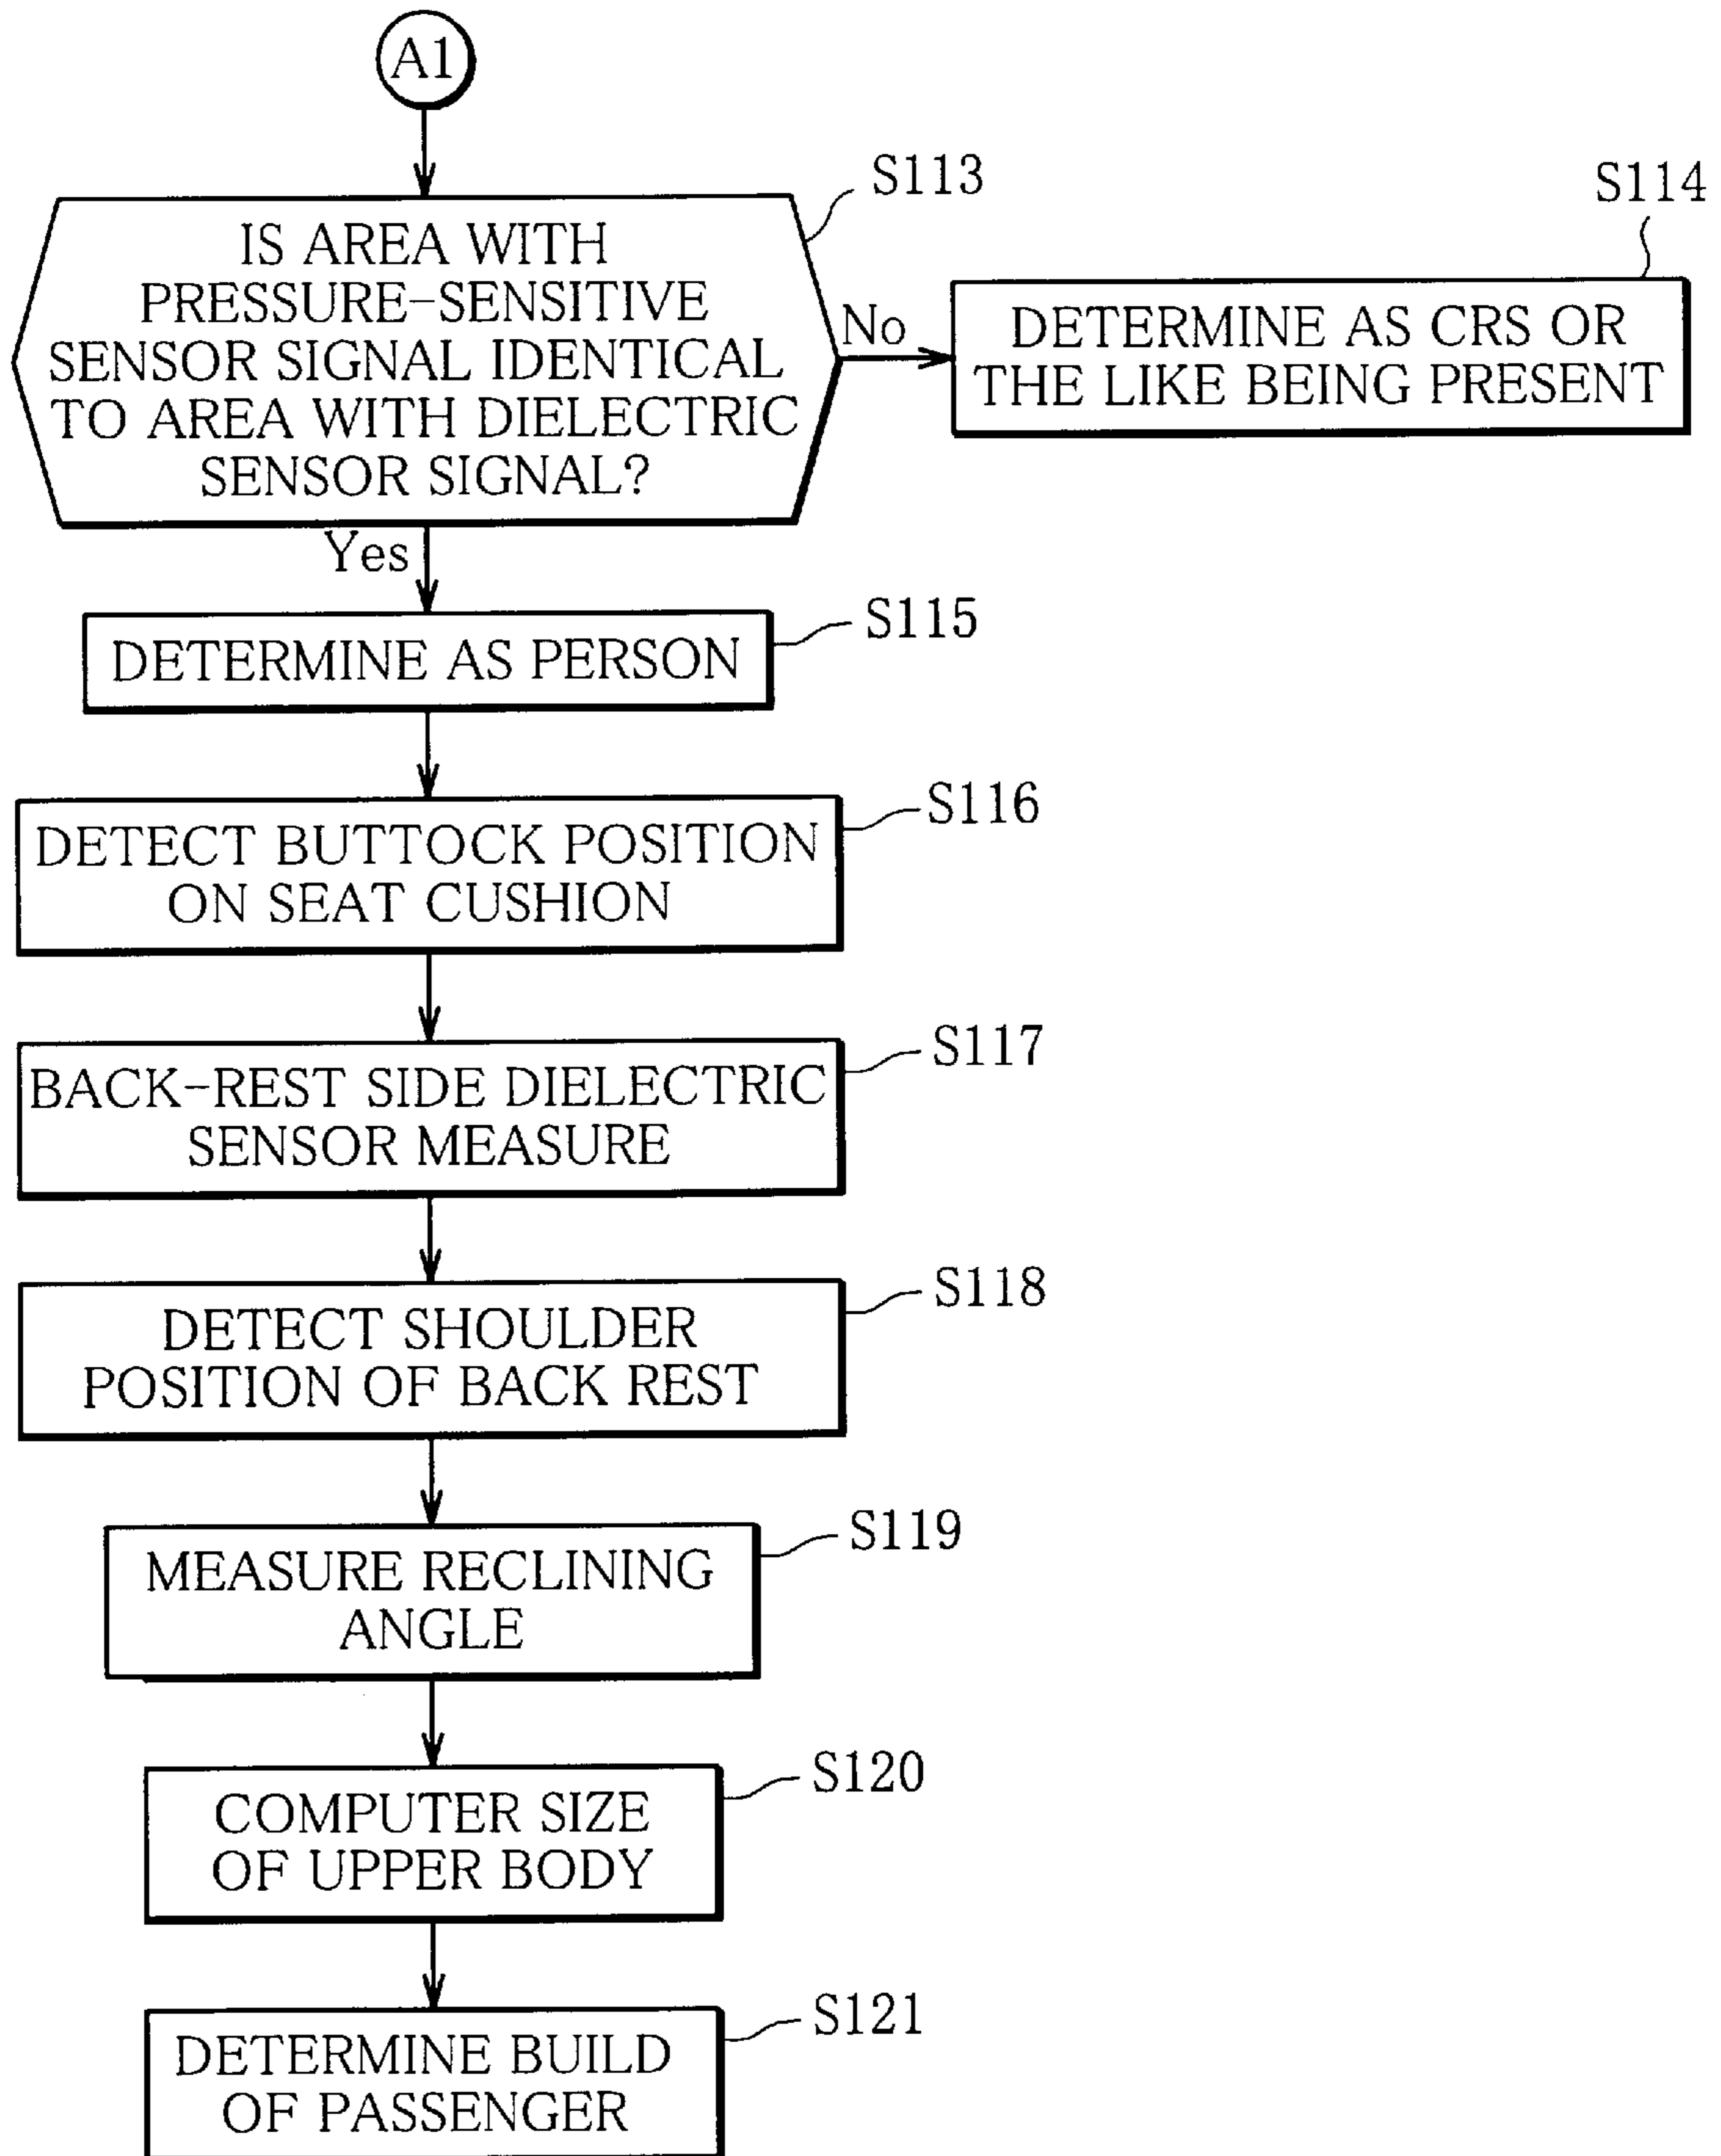 A1
S113
IS AREA WITH
PRESSURE-SENSITIVE
SENSOR SIGNAL IDENTICAL
TO AREA WITH DIELECTRIC
SENSOR SIGNAL?
No
S114
DETERMINE AS CRS OR
THE LIKE BEING PRESENT
Yes
S115
DETERMINE AS PERSON
S116
DETECT BUTTOCK POSITION
ON SEAT CUSHION
S117
BACK-REST SIDE DIELECTRIC
SENSOR MEASURE
S118
DETECT SHOULDER
POSITION OF BACK REST
S119
MEASURE RECLINING
ANGLE
S120
COMPUTER SIZE
OF UPPER BODY
S121
DETERMINE BUILD
OF PASSENGER